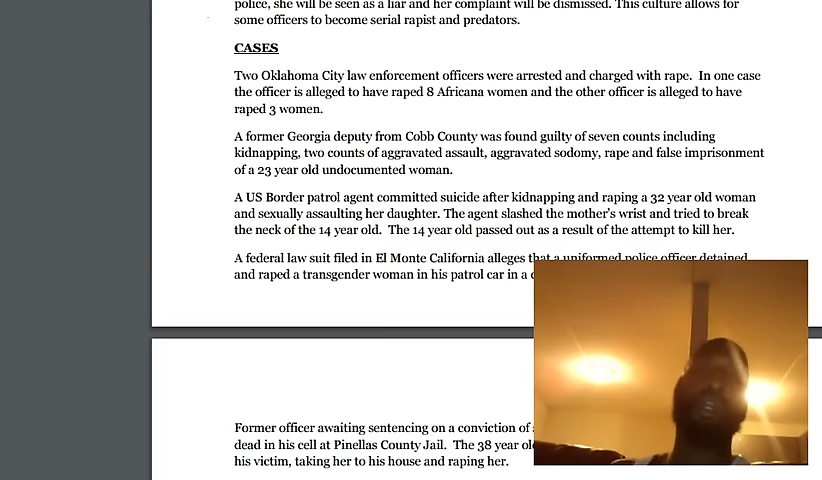 police, she will be seen as a liar and her complaint will be dismissed. This culture allows for
some officers to become serial rapist and predators.
CASES
Two Oklahoma City law enforcement officers were arrested and charged with rape.  In one case
the officer is alleged to have raped 8 Africana women and the other officer is alleged to have
raped 3 women.
A former Georgia deputy from Cobb County was found guilty of seven counts including
kidnapping, two counts of aggravated assault, aggravated sodomy, rape and false imprisonment
of a 23 year old undocumented woman.
A US Border patrol agent committed suicide after kidnapping and raping a 32 year old woman
and sexually assaulting her daughter. The agent slashed the mother's wrist and tried to break
the neck of the 14 year old.  The 14 year old passed out as a result of the attempt to kill her.
A federal law suit filed in El Monte California alleges that a uniformed police officer detained
and raped a transgender woman in his patrol car in a
Former officer awaiting sentencing on a conviction of
dead in his cell at Pinellas County Jail.  The 38 year
his victim, taking her to his house and raping her.